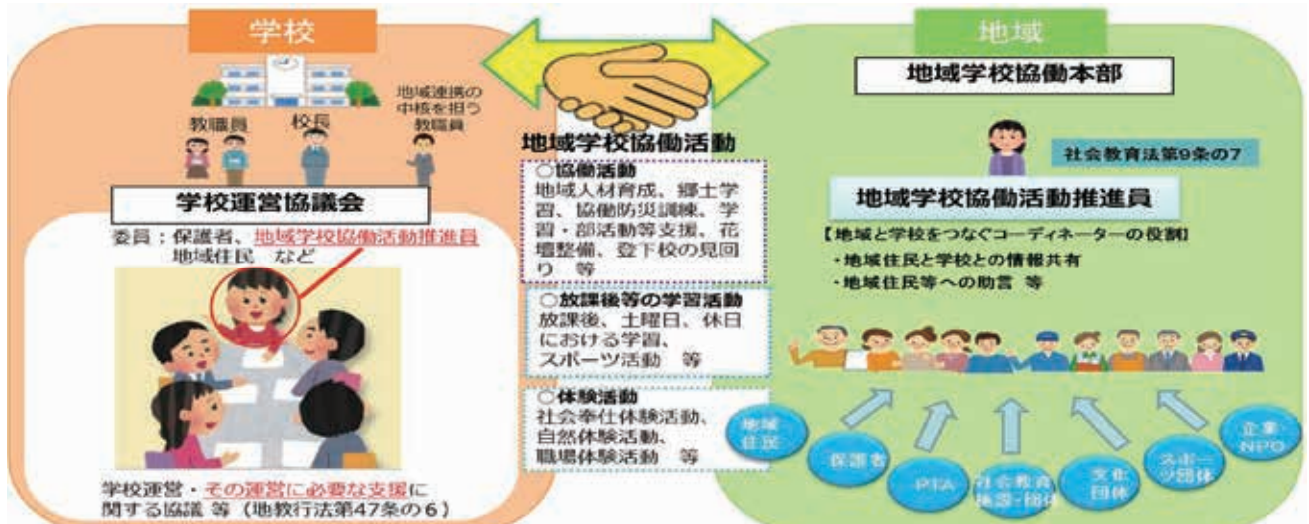 学校
教職員
校長
地域連携の
中核を担う
教職員
学校運営協議会
委員：保護者、地域学校協働活動推進員
地域住民 など
学校運営・その運営に必要な支援に
関する協議 等（地教行法第47条の６）
地域学校協働活動
○協働活動
地域人材育成、郷土学
習、協働防災訓練、学
習・部活動等支援、花
壇整備、登下校の見回
り 等
○放課後等の学習活動
放課後、土曜日、休日
における学習、
スポーツ活動 等
○体験活動
社会奉仕体験活動、
自然体験活動、
職場体験活動 等
地域
地域学校協働本部
社会教育法第9条の7
地域学校協働活動推進員
【地域と学校をつなぐコーディネーターの役割】
・地域住民と学校との情報共有
・地域住民等への助言 等
地域
住民
保護者
PTA
社会教育
施設・団体
文化
団体
スポー
ツ団体
企業・
NPO